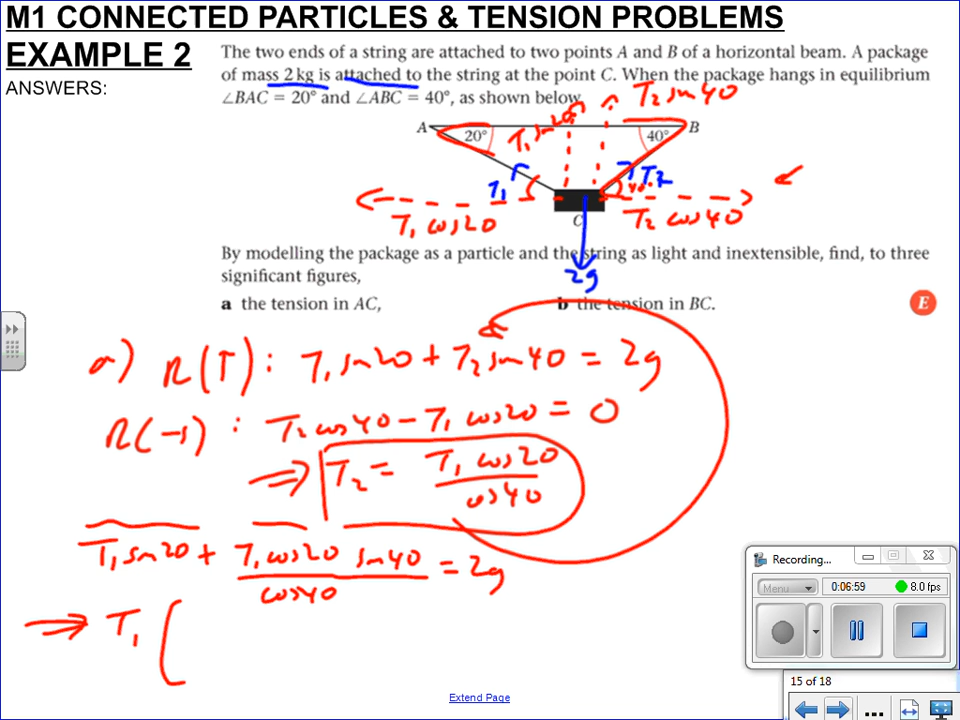 M1 CONNECTED PARTICLES & TENSION PROBLEMS
EXAMPLE 2
ANSWERS:
The two ends of a string are attached to two points A and B of a horizontal beam. A package
of mass 2 kg is attached to the string at the point C. When the package hangs in equilibrium
∠BAC = 20° and ∠ABC = 40°, as shown below.
T₂ sin 40
A 20° T₁ sin 20 40° B
T₁ T₂ 40°
T₁ cos 20 T₂ cos 40
C
By modelling the package as a particle and the string as light and inextensible, find, to three
2g
significant figures,
a the tension in AC, b the tension in BC. E
a) R(↑): T₁ sin 20 + T₂ sin 40 = 2g
R(→): T₂ cos 40 − T₁ cos 20 = 0
⇒ T₂ = T₁ cos 20 / cos 40
T₁ sin 20 + T₁ cos 20 sin 40 / cos 40 = 2g
⇒ T₁ (
Recording...
Menu 0:06:59 8.0 fps
15 of 18
Extend Page